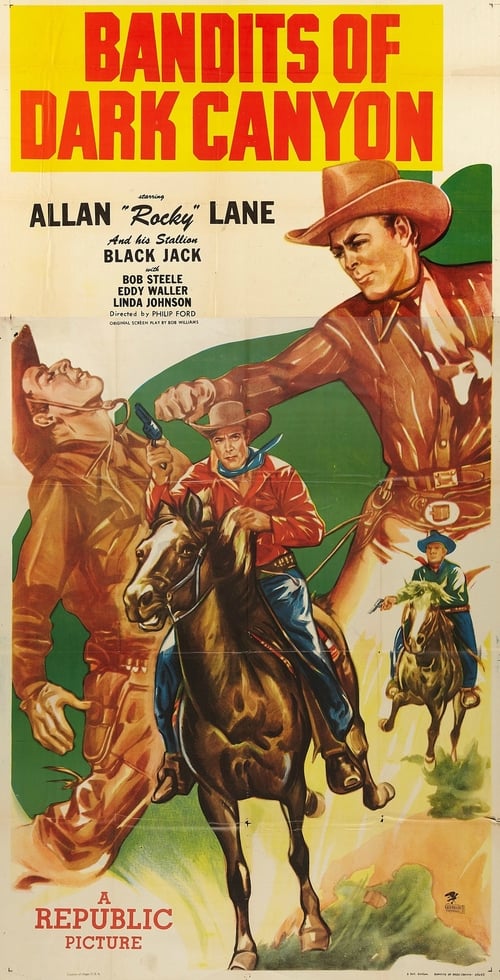 BANDITS OF
DARK CANYON
starring
ALLAN "Rocky" LANE
And his Stallion
BLACK JACK
with
BOB STEELE
EDDY WALLER
LINDA JOHNSON
Directed by PHILIP FORD
ORIGINAL SCREEN PLAY BY BOB WILLIAMS
A
REPUBLIC
PICTURE